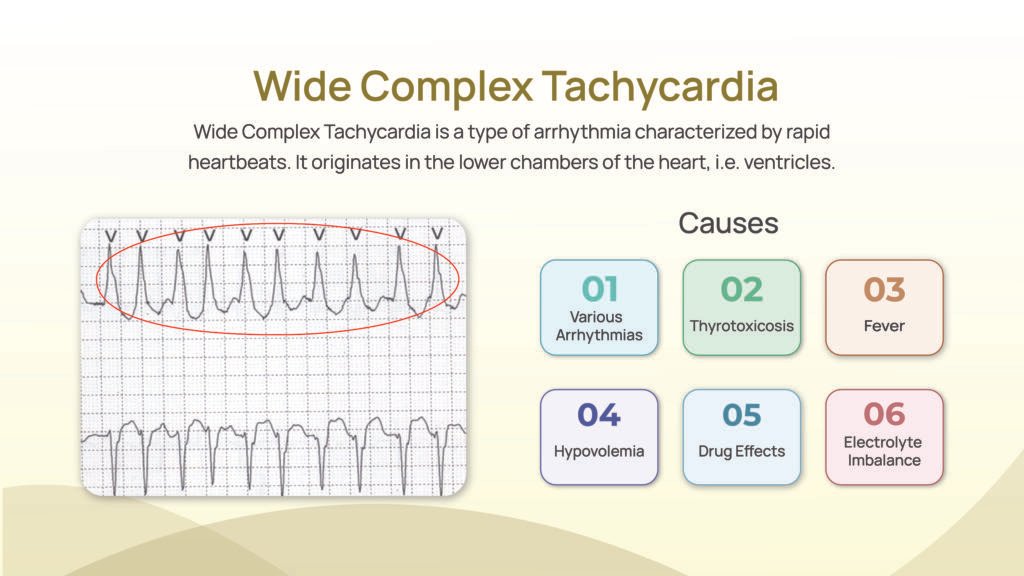 Wide Complex Tachycardia
Wide Complex Tachycardia is a type of arrhythmia characterized by rapid
heartbeats. It originates in the lower chambers of the heart, i.e. ventricles.
V V V V V V V V V V
Causes
01
Various
Arrhythmias
02
Thyrotoxicosis
03
Fever
04
Hypovolemia
05
Drug Effects
06
Electrolyte
Imbalance